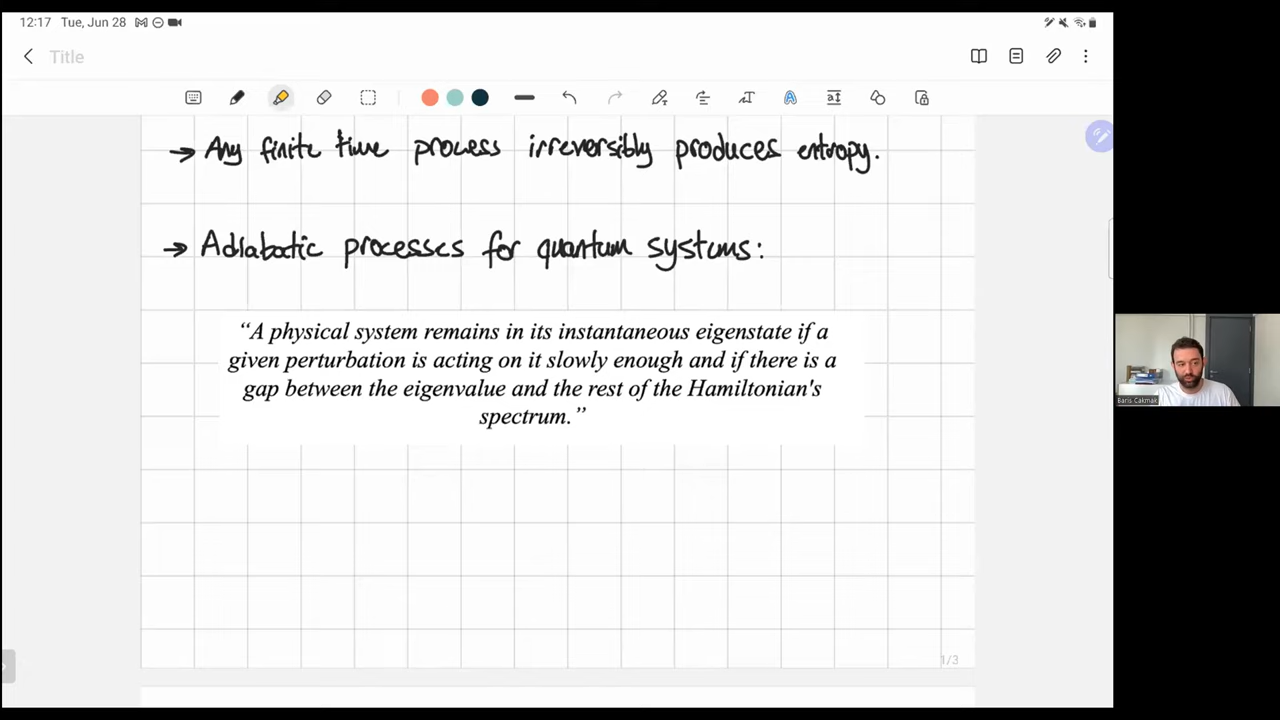 12:17 Tue, Jun 28
Title
→ Any finite time process irreversibly produces entropy.
→ Adiabatic processes for quantum systems:
“A physical system remains in its instantaneous eigenstate if a
given perturbation is acting on it slowly enough and if there is a
gap between the eigenvalue and the rest of the Hamiltonian's
spectrum.”
1/3
Baris Cakmak